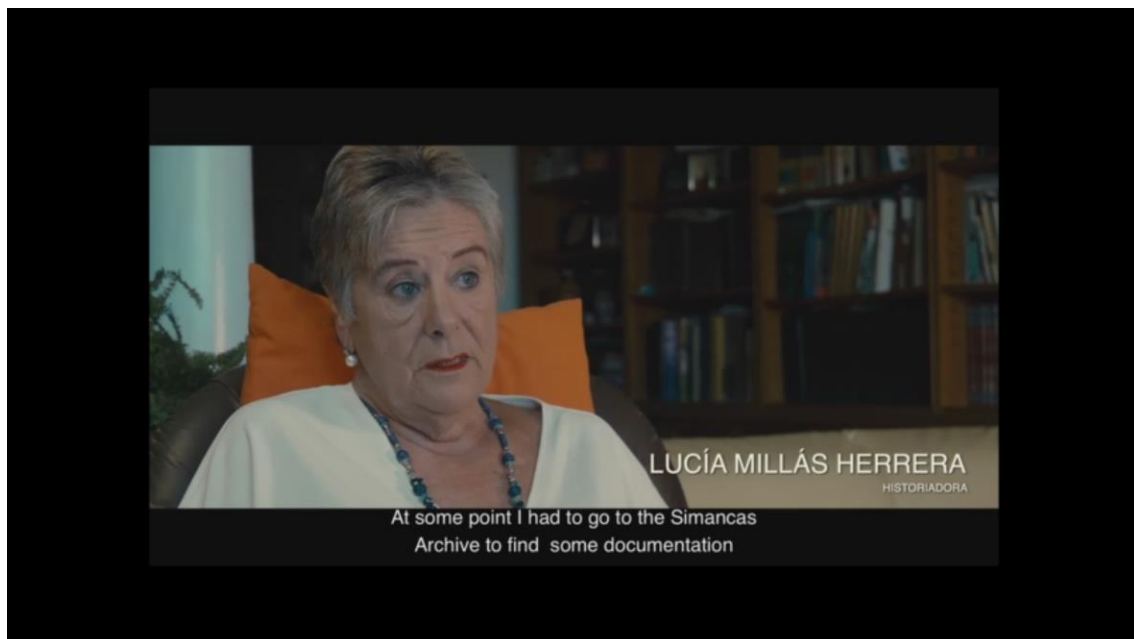 LUCÍA MILLÁS HERRERA
HISTORIADORA
At some point I had to go to the Simancas
Archive to find some documentation